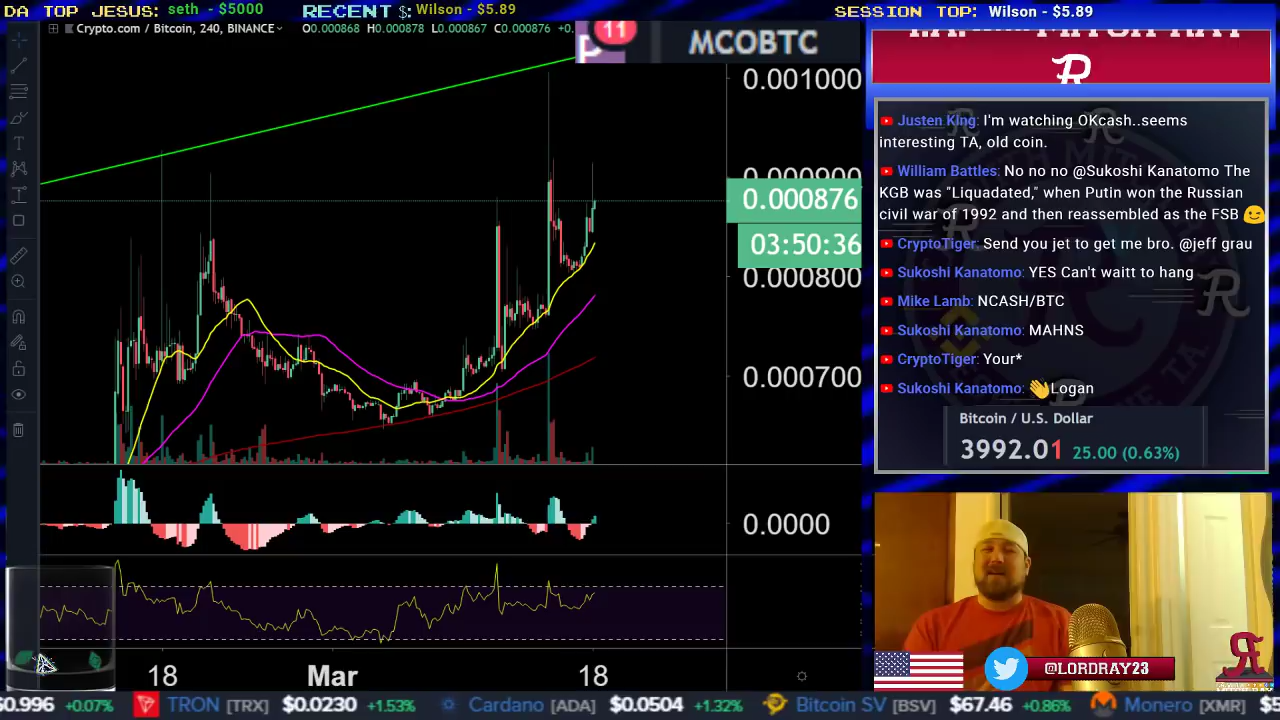 DA TOP JESUS: seth - $5000
RECENT $: Wilson - $5.89
SESSION TOP: Wilson - $5.89
Crypto.com / Bitcoin, 240, BINANCE
O0.000868 H0.000878 L0.000867 C0.000876
11
MCOBTC
0.001000
0.000900
0.000876
03:50:36
0.000800
0.000700
0.0000
18
Mar
18
Justen King: I'm watching OKcash..seems
interesting TA, old coin.
William Battles: No no no @Sukoshi Kanatomo The
KGB was "Liquadated," when Putin won the Russian
civil war of 1992 and then reassembled as the FSB
CryptoTiger: Send you jet to get me bro. @jeff grau
Sukoshi Kanatomo: YES Can't waitt to hang
Mike Lamb: NCASH/BTC
Sukoshi Kanatomo: MAHNS
CryptoTiger: Your*
Sukoshi Kanatomo: 👋Logan
Bitcoin / U.S. Dollar
3992.01 25.00 (0.63%)
@LORDRAY23
$0.996 +0.07% TRON [TRX] $0.0230 +1.53% Cardano [ADA] $0.0504 +1.32% Bitcoin SV [BSV] $67.46 +0.86% Monero [XMR]